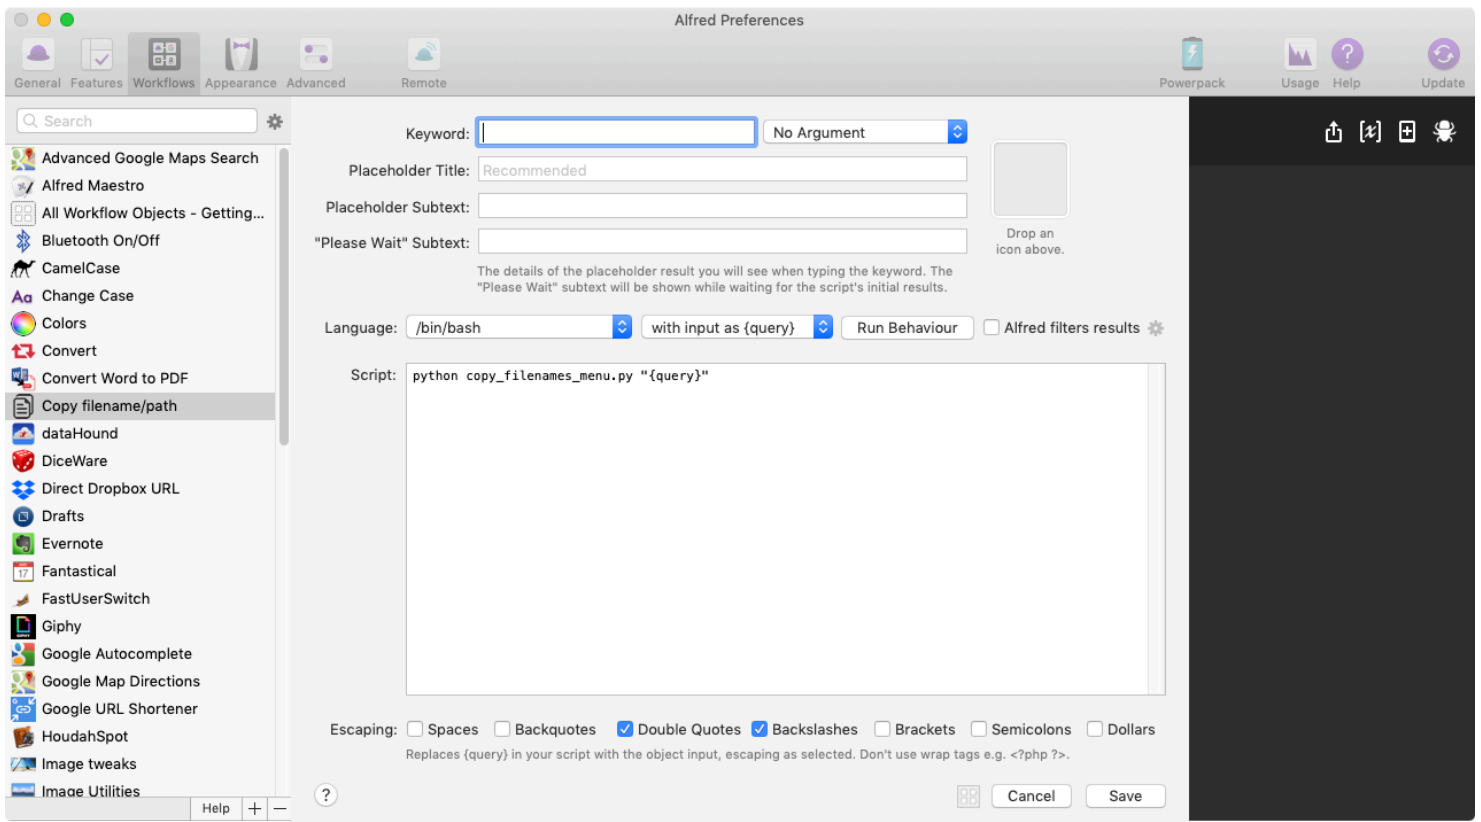 Alfred Preferences
General Features Workflows Appearance Advanced Remote Powerpack Usage Help Update
Search
Advanced Google Maps Search
Alfred Maestro
All Workflow Objects - Getting...
Bluetooth On/Off
CamelCase
Change Case
Colors
Convert
Convert Word to PDF
Copy filename/path
dataHound
DiceWare
Direct Dropbox URL
Drafts
Evernote
Fantastical
FastUserSwitch
Giphy
Google Autocomplete
Google Map Directions
Google URL Shortener
HoudahSpot
Image tweaks
Image Utilities
Help + −
Keyword: No Argument
Placeholder Title: Recommended
Placeholder Subtext:
"Please Wait" Subtext:
Drop an
icon above.
The details of the placeholder result you will see when typing the keyword. The
"Please Wait" subtext will be shown while waiting for the script's initial results.
Language: /bin/bash with input as {query} Run Behaviour Alfred filters results
Script: python copy_filenames_menu.py "{query}"
Escaping: Spaces Backquotes Double Quotes Backslashes Brackets Semicolons Dollars
Replaces {query} in your script with the object input, escaping as selected. Don't use wrap tags e.g. <?php ?>.
? Cancel Save